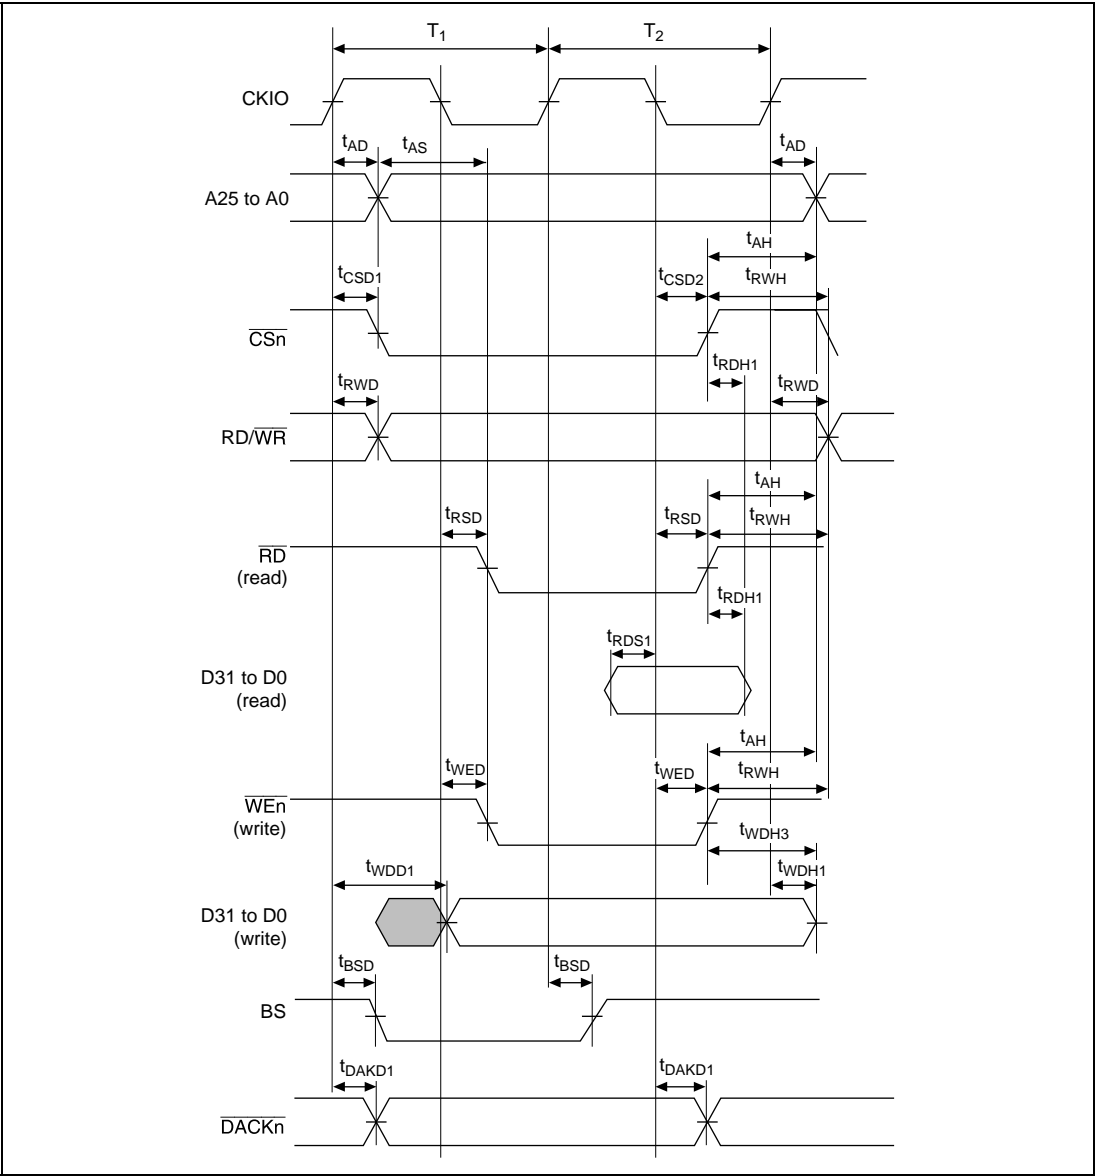 T1 T2
CKIO
tAD tAS tAD
A25 to A0
tAH
tCSD1 tCSD2 tRWH
CSn
tRDH1
tRWD tRWD
RD/WR
tAH
tRSD tRSD tRWH
RD
(read)
tRDH1
tRDS1
D31 to D0
(read)
tAH
tWED tWED tRWH
WEn
(write)
tWDH3
tWDD1 tWDH1
D31 to D0
(write)
tBSD tBSD
BS
tDAKD1 tDAKD1
DACKn